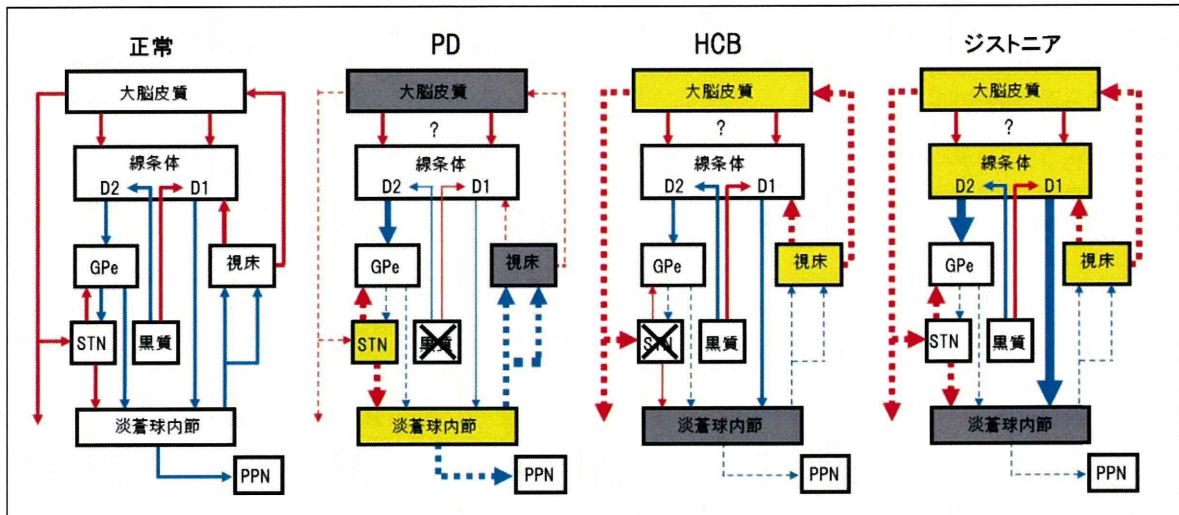 正常
大脳皮質
線条体
D2 D1
GPe
視床
STN
黒質
淡蒼球内節
PPN
PD
大脳皮質
?
線条体
D2 D1
GPe
視床
STN
黒質
淡蒼球内節
PPN
HCB
大脳皮質
?
線条体
D2 D1
GPe
視床
STN
黒質
淡蒼球内節
PPN
ジストニア
大脳皮質
?
線条体
D2 D1
GPe
視床
STN
黒質
淡蒼球内節
PPN